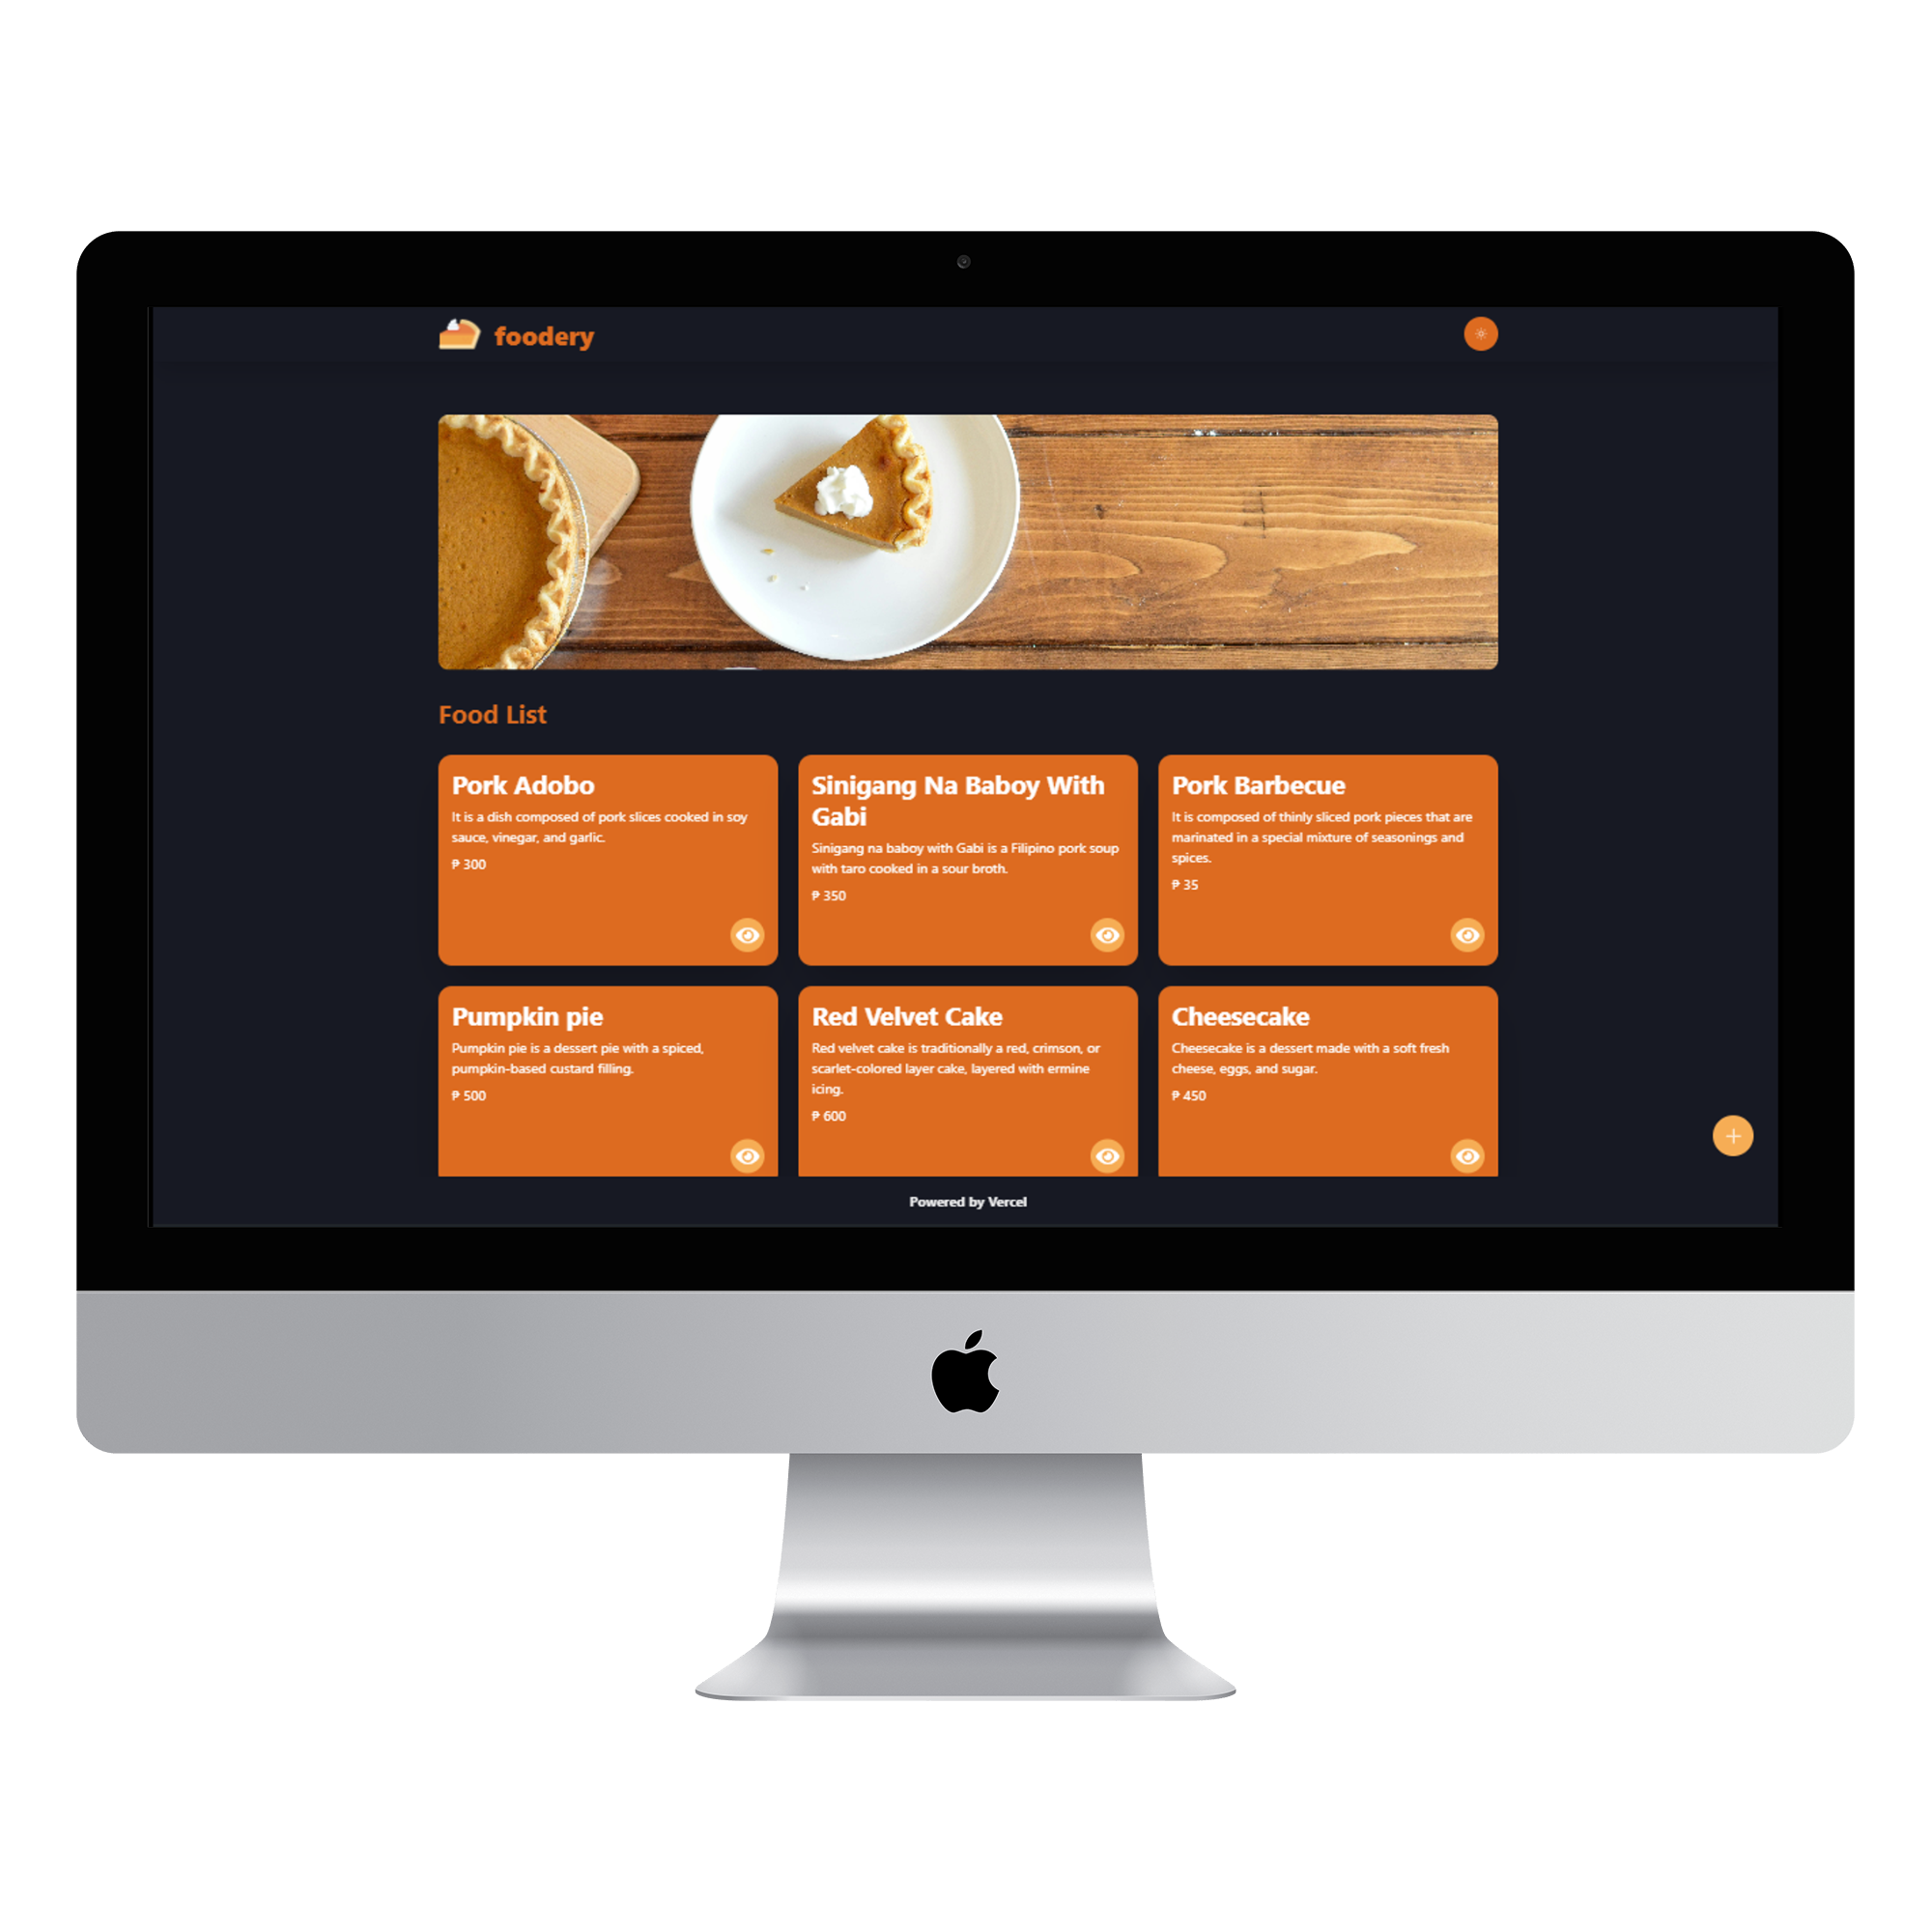 foodery
Food List
Pork Adobo
It is a dish composed of pork slices cooked in soy
sauce, vinegar, and garlic.
₱ 300
Sinigang Na Baboy With
Gabi
Sinigang na baboy with Gabi is a Filipino pork soup
with taro cooked in a sour broth.
₱ 350
Pork Barbecue
It is composed of thinly sliced pork pieces that are
marinated in a special mixture of seasonings and
spices.
₱ 35
Pumpkin pie
Pumpkin pie is a dessert pie with a spiced,
pumpkin-based custard filling.
₱ 500
Red Velvet Cake
Red velvet cake is traditionally a red, crimson, or
scarlet-colored layer cake, layered with ermine
icing.
₱ 600
Cheesecake
Cheesecake is a dessert made with a soft fresh
cheese, eggs, and sugar.
₱ 450
Powered by Vercel